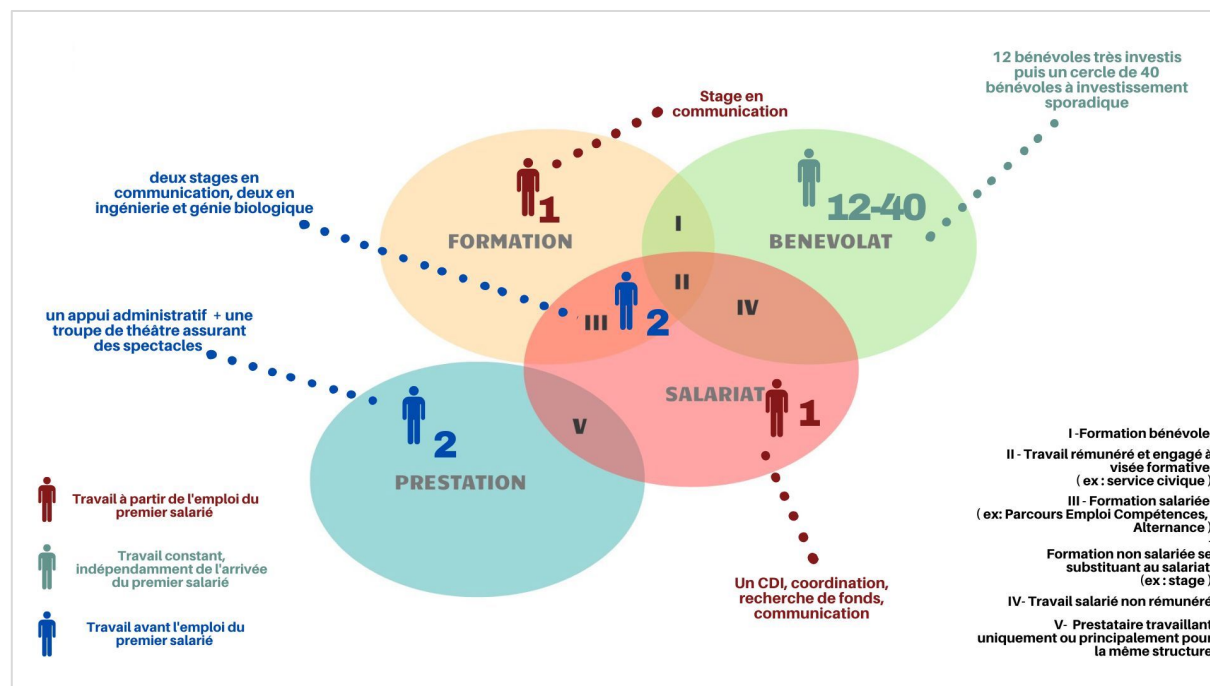 12 bénévoles très investis
puis un cercle de 40
bénévoles à investissement
sporadique
Stage en
communication
deux stages en
communication, deux en
ingénierie et génie biologique
1
12-40
FORMATION
I
BENEVOLAT
II
un appui administratif + une
troupe de théâtre assurant
des spectacles
III
2
IV
SALARIAT
1
2
V
PRESTATION
I -Formation bénévole
II - Travail rémunéré et engagé à
visée formative
( ex : service civique )
III - Formation salariée
( ex: Parcours Emploi Compétences,
Alternance )
-
Formation non salariée se
substituant au salariat
(ex : stage )
IV- Travail salarié non rémunéré
V- Prestataire travaillant
uniquement ou principalement pour
la même structure
Travail à partir de l'emploi du
premier salarié
Travail constant,
indépendamment de l'arrivée
du premier salarié
Travail avant l'emploi du
premier salarié
Un CDI, coordination,
recherche de fonds,
communication